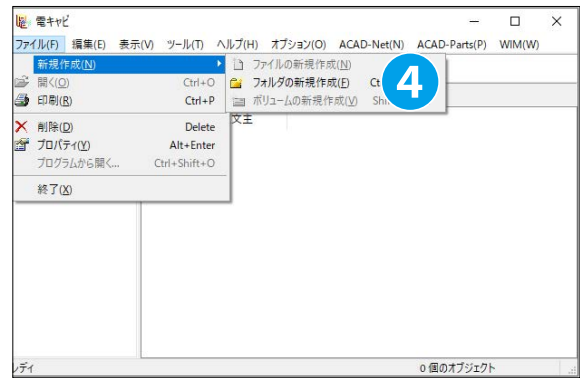 電キャビ
ファイル(F) 編集(E) 表示(V) ツール(T) ヘルプ(H) オプション(O) ACAD-Net(N) ACAD-Parts(P) WIM(W)
新規作成(N)
ファイルの新規作成(N)
開く(O) Ctrl+O
フォルダの新規作成(F) Ct
4
印刷(R) Ctrl+P
ボリュームの新規作成(V) Shi
文主
削除(D) Delete
プロパティ(Y) Alt+Enter
プログラムから開く... Ctrl+Shift+O
終了(X)
レディ 0 個のオブジェクト